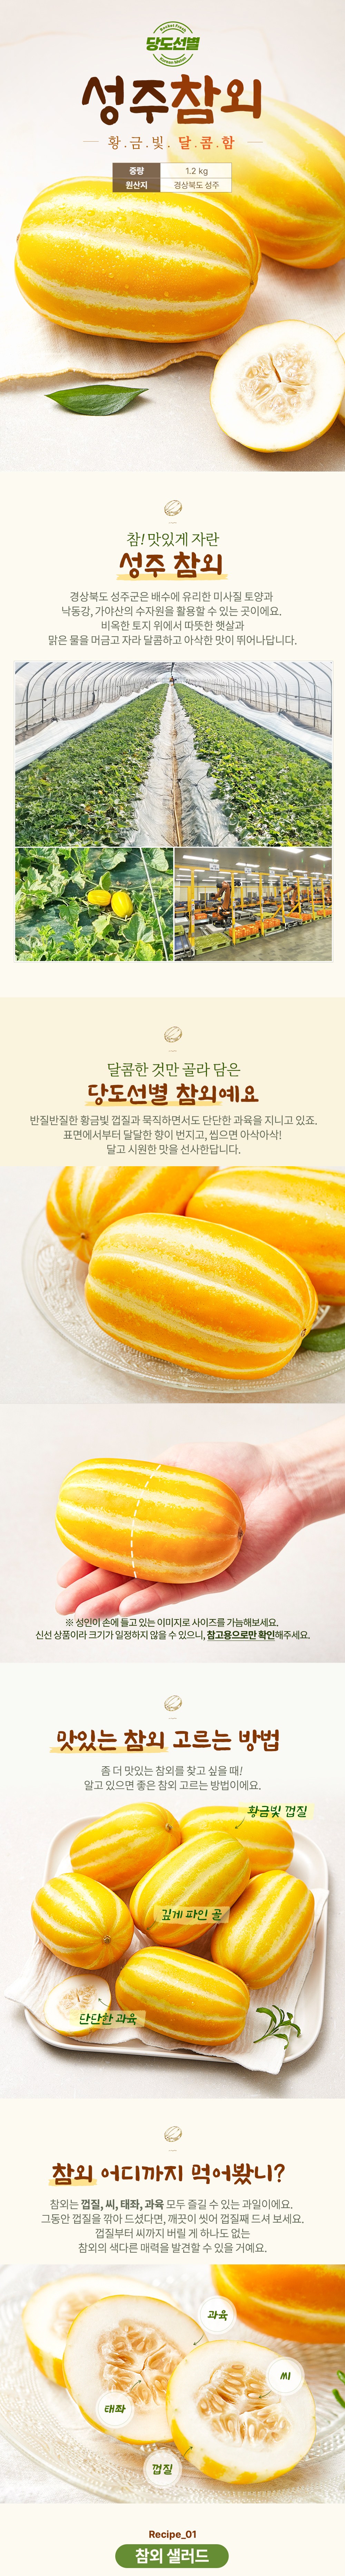 Rocket Fresh
당도선별
Korean Melon
성주참외
황.금.빛.달.콤.함
중량 1.2 kg
원산지 경상북도 성주
참! 맛있게 자란
성주 참외
경상북도 성주군은 배수에 유리한 미사질 토양과
낙동강, 가야산의 수자원을 활용할 수 있는 곳이에요.
비옥한 토지 위에서 따뜻한 햇살과
맑은 물을 머금고 자라 달콤하고 아삭한 맛이 뛰어나답니다.
달콤한 것만 골라 담은
당도선별 참외예요
반질반질한 황금빛 껍질과 묵직하면서도 단단한 과육을 지니고 있죠.
표면에서부터 달달한 향이 번지고, 씹으면 아삭아삭!
달고 시원한 맛을 선사한답니다.
※ 성인이 손에 들고 있는 이미지로 사이즈를 가늠해보세요.
신선 상품이라 크기가 일정하지 않을 수 있으니, 참고용으로만 확인해주세요.
맛있는 참외 고르는 방법
좀 더 맛있는 참외를 찾고 싶을 때!
알고 있으면 좋은 참외 고르는 방법이에요.
황금빛 껍질
깊게 파인 골
단단한 과육
참외 어디까지 먹어봤니?
참외는 껍질, 씨, 태좌, 과육 모두 즐길 수 있는 과일이에요.
그동안 껍질을 깎아 드셨다면, 깨끗이 씻어 껍질째 드셔 보세요.
껍질부터 씨까지 버릴 게 하나도 없는
참외의 색다른 매력을 발견할 수 있을 거예요.
과육
씨
태좌
껍질
Recipe_01
참외 샐러드